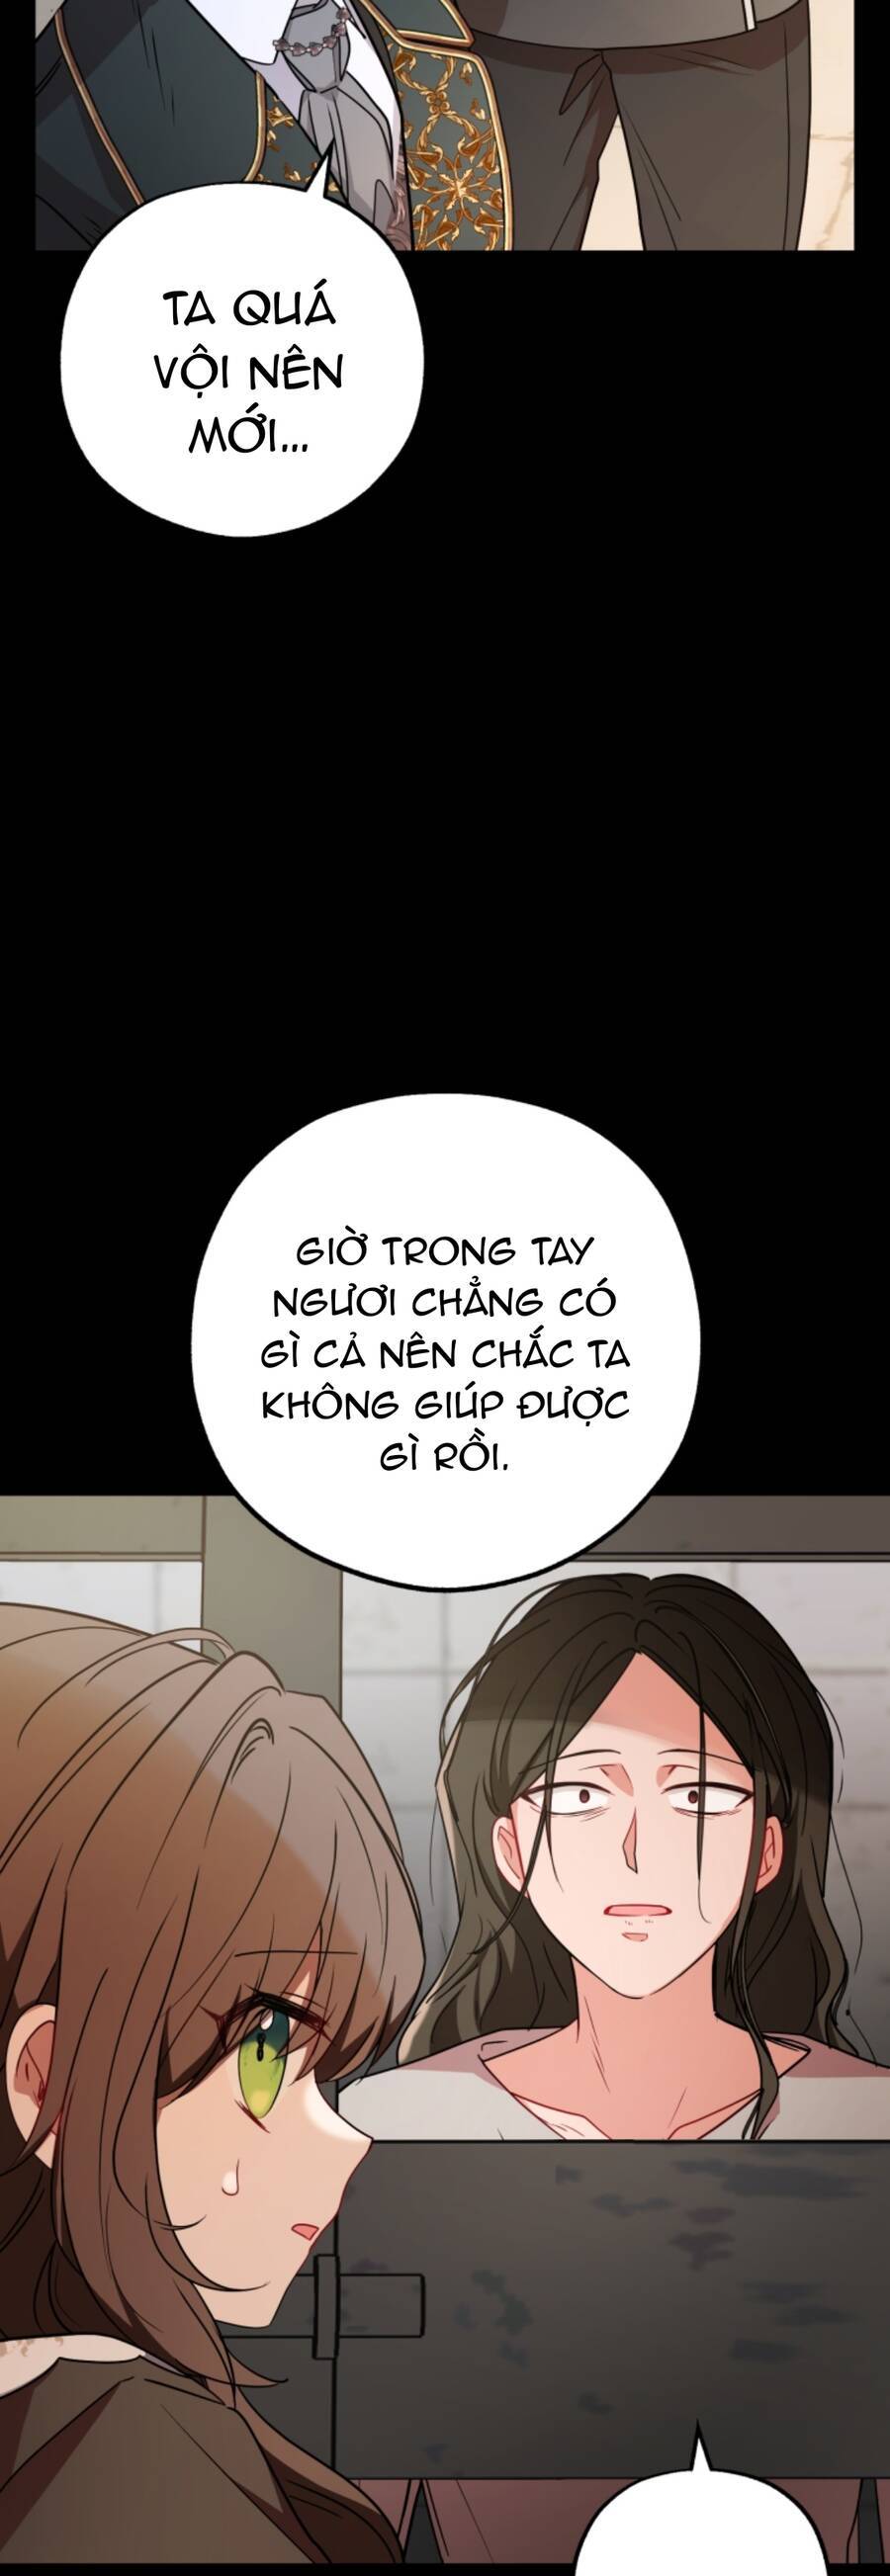 TA QUÁ
VỘI NÊN
MỚI...
GIỜ TRONG TAY
NGƯƠI CHẲNG CÓ
GÌ CẢ NÊN CHẮC TA
KHÔNG GIÚP ĐƯỢC
GÌ RỒI.